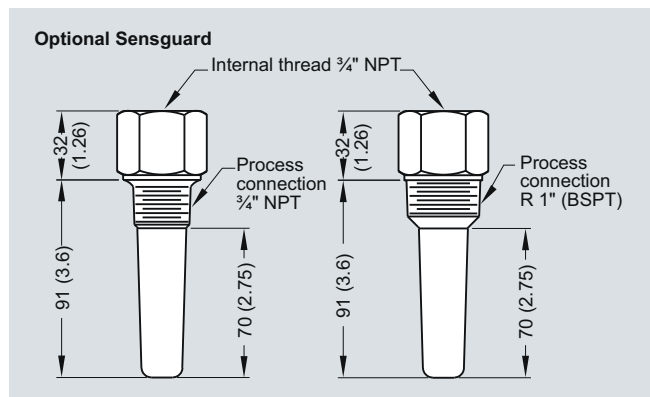 Optional Sensguard
Internal thread ¾" NPT
32
(1.26)
Process
connection
¾" NPT
91 (3.6)
70 (2.75)
32
(1.26)
Process
connection
R 1" (BSPT)
91 (3.6)
70 (2.75)